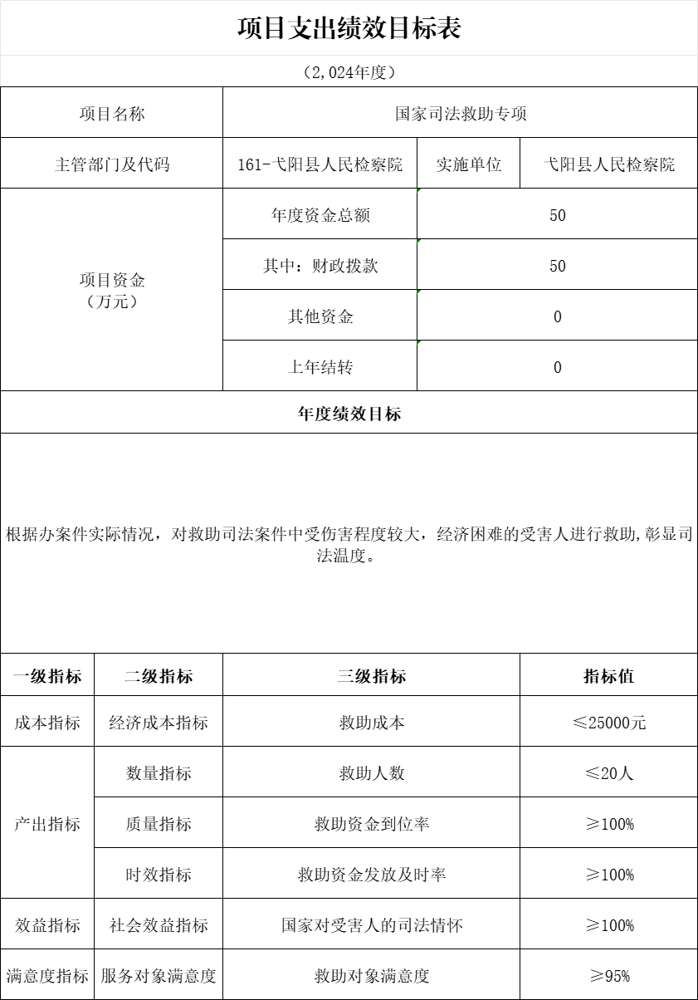 项目支出绩效目标表
（2,024年度）
项目名称 国家司法救助专项
主管部门及代码 161-弋阳县人民检察院 实施单位 弋阳县人民检察院
项目资金
（万元）
年度资金总额 50
其中：财政拨款 50
其他资金 0
上年结转 0
年度绩效目标
根据办案件实际情况，对救助司法案件中受伤害程度较大，经济困难的受害人进行救助,彰显司
法温度。
一级指标 二级指标 三级指标 指标值
成本指标 经济成本指标 救助成本 ≤25000元
产出指标 数量指标 救助人数 ≤20人
质量指标 救助资金到位率 ≥100%
时效指标 救助资金发放及时率 ≥100%
效益指标 社会效益指标 国家对受害人的司法情怀 ≥100%
满意度指标 服务对象满意度 救助对象满意度 ≥95%